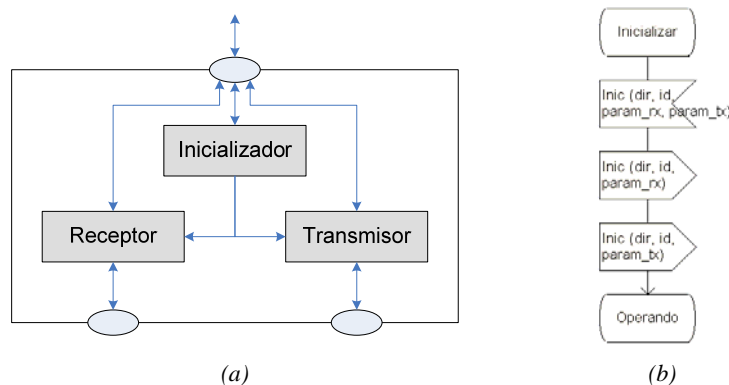 Inicializador
Receptor
Transmisor
(a)
Inicializar
Inic (dir, id,
param_rx, param_tx)
Inic (dir, id,
param_rx)
Inic (dir, id,
param_tx)
Operando
(b)